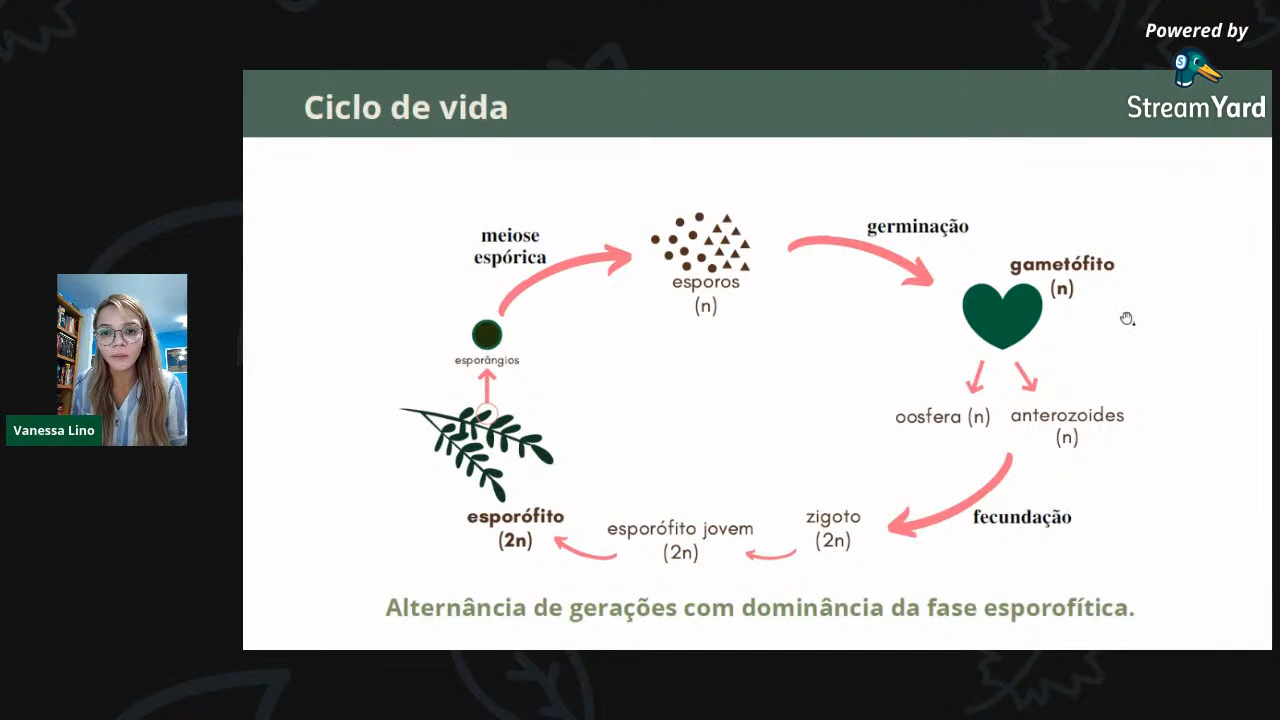 Powered by
StreamYard
Ciclo de vida
meiose
espórica
esporos
(n)
germinação
gametófito
(n)
esporângios
oosfera (n)
anterozoides
(n)
Vanessa Lino
esporófito
(2n)
esporófito jovem
(2n)
zigoto
(2n)
fecundação
Alternância de gerações com dominância da fase esporofítica.